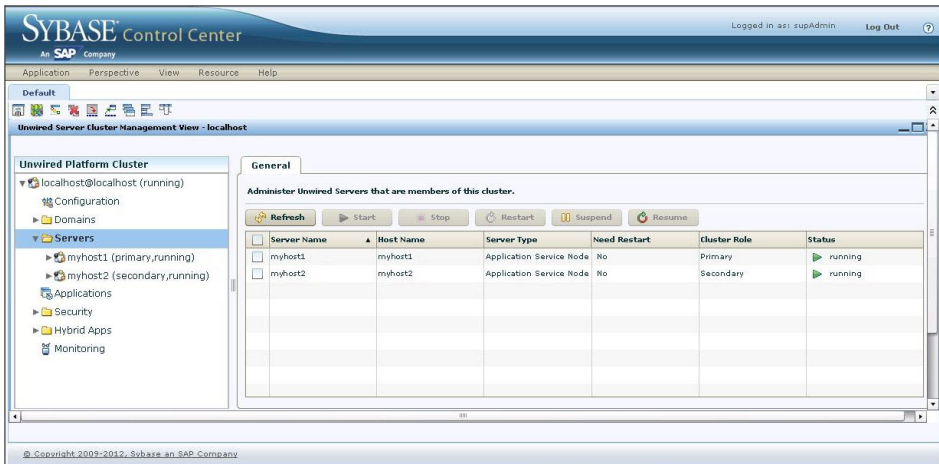 SYBASE Control Center
An SAP Company
Logged in as: supAdmin Log Out ?
Application Perspective View Resource Help
Default
Unwired Server Cluster Management View - localhost
Unwired Platform Cluster
localhost@localhost (running)
Configuration
Domains
Servers
myhost1 (primary,running)
myhost2 (secondary,running)
Applications
Security
Hybrid Apps
Monitoring
General
Administer Unwired Servers that are members of this cluster.
Refresh Start Stop Restart Suspend Resume
Server Name Host Name Server Type Need Restart Cluster Role Status
myhost1 myhost1 Application Service Node No Primary running
myhost2 myhost2 Application Service Node No Secondary running
© Copyright 2009-2012, Sybase an SAP Company